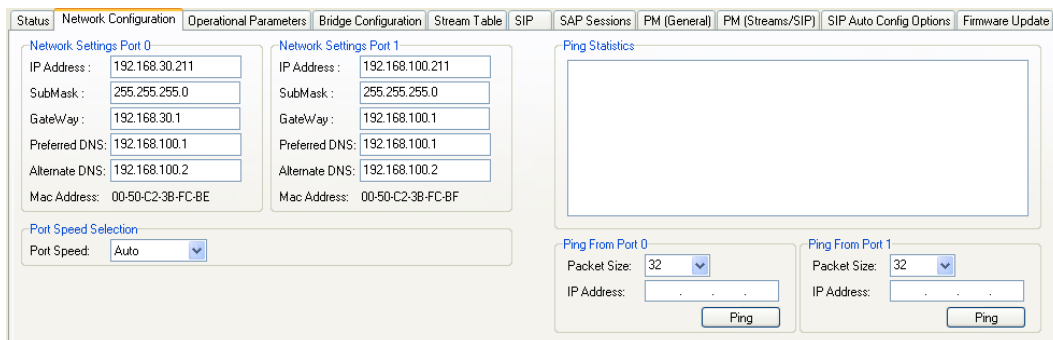 Status Network Configuration Operational Parameters Bridge Configuration Stream Table SIP SAP Sessions PM (General) PM (Streams/SIP) SIP Auto Config Options Firmware Update
Network Settings Port 0
IP Address : 192.168.30.211
SubMask : 255.255.255.0
GateWay : 192.168.30.1
Preferred DNS: 192.168.100.1
Alternate DNS: 192.168.100.2
Mac Address: 00-50-C2-3B-FC-BE
Network Settings Port 1
IP Address : 192.168.100.211
SubMask : 255.255.255.0
GateWay : 192.168.100.1
Preferred DNS: 192.168.100.1
Alternate DNS: 192.168.100.2
Mac Address: 00-50-C2-3B-FC-BF
Port Speed Selection
Port Speed: Auto
Ping Statistics
Ping From Port 0
Packet Size: 32
IP Address: . . .
Ping
Ping From Port 1
Packet Size: 32
IP Address: . . .
Ping